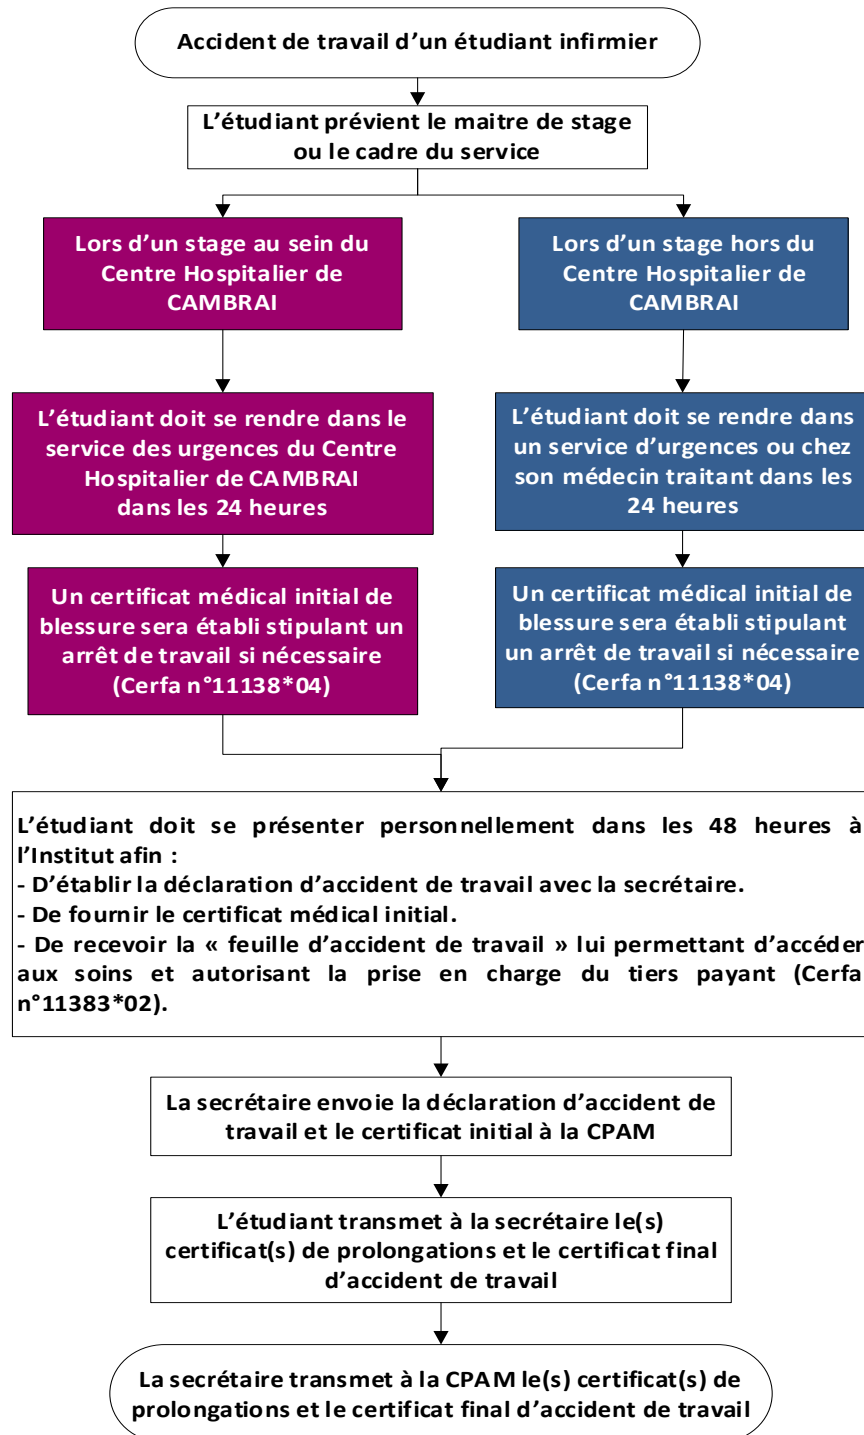 Accident de travail d'un étudiant infirmier
L'étudiant prévient le maitre de stage
ou le cadre du service
Lors d'un stage au sein du
Centre Hospitalier de
CAMBRAI
Lors d'un stage hors du
Centre Hospitalier de
CAMBRAI
L'étudiant doit se rendre dans le
service des urgences du Centre
Hospitalier de CAMBRAI
dans les 24 heures
L'étudiant doit se rendre dans
un service d'urgences ou chez
son médecin traitant dans les
24 heures
Un certificat médical initial de
blessure sera établi stipulant un
arrêt de travail si nécessaire
(Cerfa n°11138*04)
Un certificat médical initial de
blessure sera établi stipulant
un arrêt de travail si nécessaire
(Cerfa n°11138*04)
L'étudiant doit se présenter personnellement dans les 48 heures à
l'Institut afin :
- D'établir la déclaration d'accident de travail avec la secrétaire.
- De fournir le certificat médical initial.
- De recevoir la « feuille d'accident de travail » lui permettant d'accéder
aux soins et autorisant la prise en charge du tiers payant (Cerfa
n°11383*02).
La secrétaire envoie la déclaration d'accident de
travail et le certificat initial à la CPAM
L'étudiant transmet à la secrétaire le(s)
certificat(s) de prolongations et le certificat final
d'accident de travail
La secrétaire transmet à la CPAM le(s) certificat(s) de
prolongations et le certificat final d'accident de travail